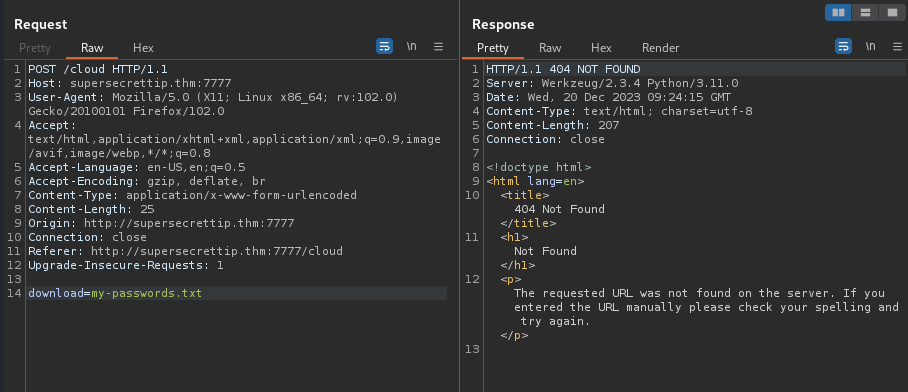 Request
Pretty Raw Hex \n
1 POST /cloud HTTP/1.1
2 Host: supersecrettip.thm:7777
3 User-Agent: Mozilla/5.0 (X11; Linux x86_64; rv:102.0)
Gecko/20100101 Firefox/102.0
4 Accept:
text/html,application/xhtml+xml,application/xml;q=0.9,image
/avif,image/webp,*/*;q=0.8
5 Accept-Language: en-US,en;q=0.5
6 Accept-Encoding: gzip, deflate, br
7 Content-Type: application/x-www-form-urlencoded
8 Content-Length: 25
9 Origin: http://supersecrettip.thm:7777
10 Connection: close
11 Referer: http://supersecrettip.thm:7777/cloud
12 Upgrade-Insecure-Requests: 1
13
14 download=my-passwords.txt
Response
Pretty Raw Hex Render \n
1 HTTP/1.1 404 NOT FOUND
2 Server: Werkzeug/2.3.4 Python/3.11.0
3 Date: Wed, 20 Dec 2023 09:24:15 GMT
4 Content-Type: text/html; charset=utf-8
5 Content-Length: 207
6 Connection: close
7
8 <!doctype html>
9 <html lang=en>
10 <title>
404 Not Found
</title>
11 <h1>
Not Found
</h1>
12 <p>
The requested URL was not found on the server. If you
entered the URL manually please check your spelling and
try again.
</p>
13